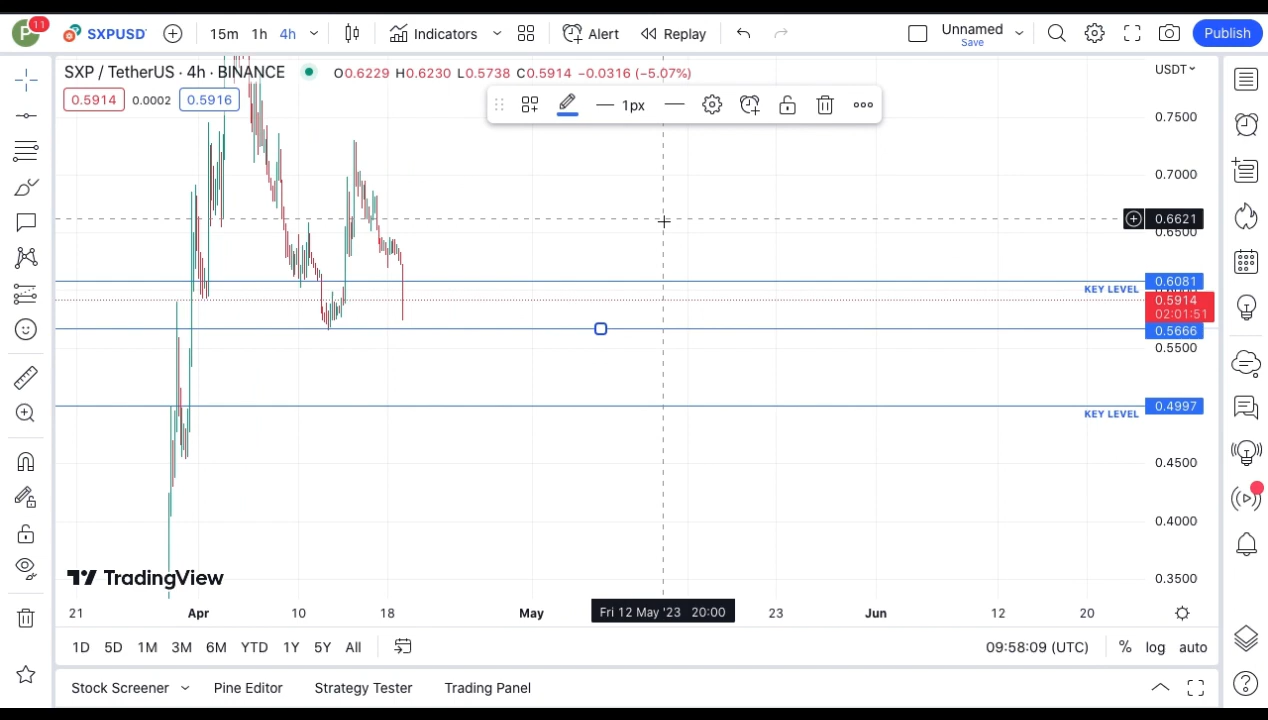 P 11 SXPUSDT 15m 1h 4h Indicators Alert Replay Unnamed Publish
Save
SXP / TetherUS · 4h · BINANCE O0.6229 H0.6230 L0.5738 C0.5914 −0.0316 (−5.07%) USDT
0.5914 0.0002 0.5916
1px
0.7500
0.7000
0.6621
0.6500
0.6081
KEY LEVEL
0.5914
02:01:51
0.5666
0.5500
0.4997
KEY LEVEL
0.4500
0.4000
TradingView
0.3500
21 Apr 10 18 May Fri 12 May '23 20:00 23 Jun 12 20
1D 5D 1M 3M 6M YTD 1Y 5Y All 09:58:09 (UTC) % log auto
Stock Screener Pine Editor Strategy Tester Trading Panel